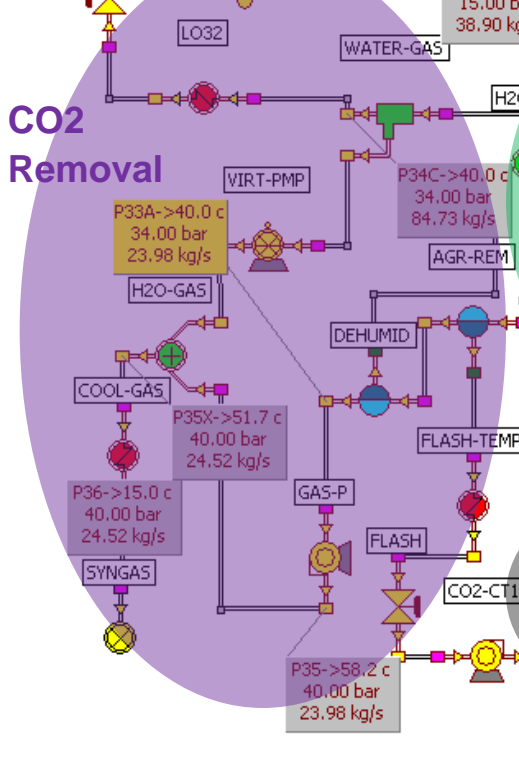 15.00 b
38.90 kg
LO32
WATER-GAS
H2
CO2
Removal
VIRT-PMP
P34C->40.0 c
34.00 bar
84.73 kg/s
P33A->40.0 c
34.00 bar
23.98 kg/s
AGR-REM
H2O-GAS
DEHUMID
COOL-GAS
P35X->51.7 c
40.00 bar
24.52 kg/s
FLASH-TEMP
P36->15.0 c
40.00 bar
24.52 kg/s
GAS-P
FLASH
SYNGAS
CO2-CT1
P35->58.2 c
40.00 bar
23.98 kg/s